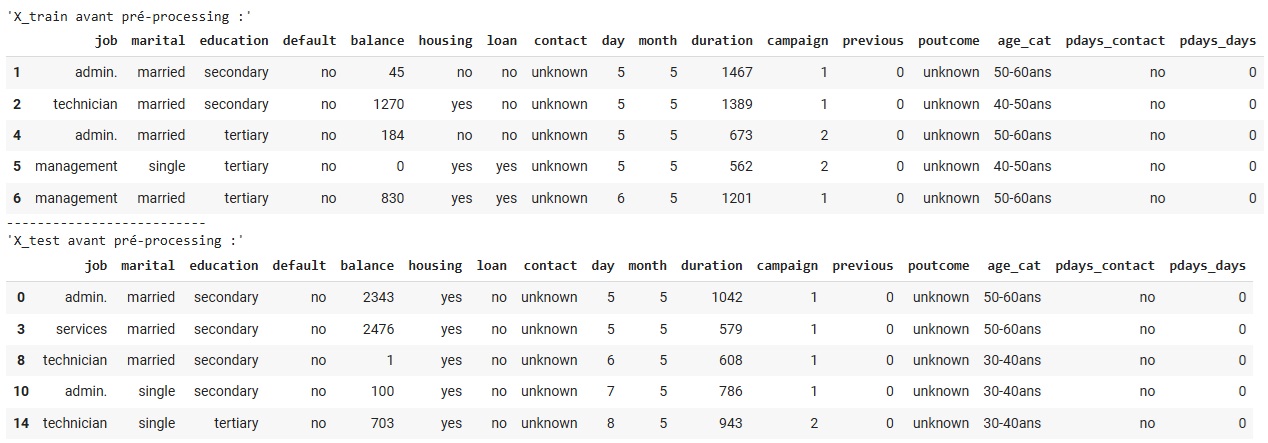 'X_train avant pré-processing :'
job marital education default balance housing loan contact day month duration campaign previous poutcome age_cat pdays_contact pdays_days
1 admin. married secondary no 45 no no unknown 5 5 1467 1 0 unknown 50-60ans no 0
2 technician married secondary no 1270 yes no unknown 5 5 1389 1 0 unknown 40-50ans no 0
4 admin. married tertiary no 184 no no unknown 5 5 673 2 0 unknown 50-60ans no 0
5 management single tertiary no 0 yes yes unknown 5 5 562 2 0 unknown 40-50ans no 0
6 management married tertiary no 830 yes yes unknown 6 5 1201 1 0 unknown 50-60ans no 0
--------------------------
'X_test avant pré-processing :'
job marital education default balance housing loan contact day month duration campaign previous poutcome age_cat pdays_contact pdays_days
0 admin. married secondary no 2343 yes no unknown 5 5 1042 1 0 unknown 50-60ans no 0
3 services married secondary no 2476 yes no unknown 5 5 579 1 0 unknown 50-60ans no 0
8 technician married secondary no 1 yes no unknown 6 5 608 1 0 unknown 30-40ans no 0
10 admin. single secondary no 100 yes no unknown 7 5 786 1 0 unknown 30-40ans no 0
14 technician single tertiary no 703 yes no unknown 8 5 943 2 0 unknown 30-40ans no 0